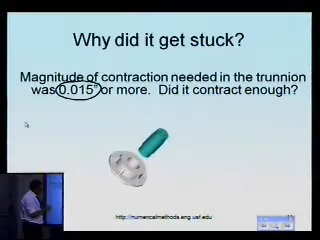 Why did it get stuck?
Magnitude of contraction needed in the trunnion
was 0.015” or more. Did it contract enough?
http://numericalmethods.eng.usf.edu